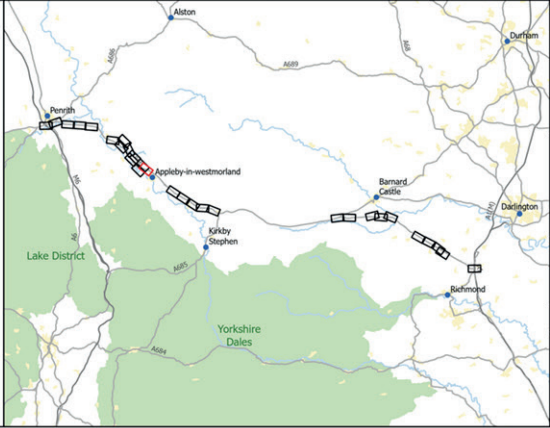 Alston
Durham
A686
A68
A689
Penrith
Appleby-in-westmorland
Barnard
Castle
Darlington
A1(M)
M6
A6
Kirkby
Stephen
Lake District
A685
Richmond
Yorkshire
Dales
A684